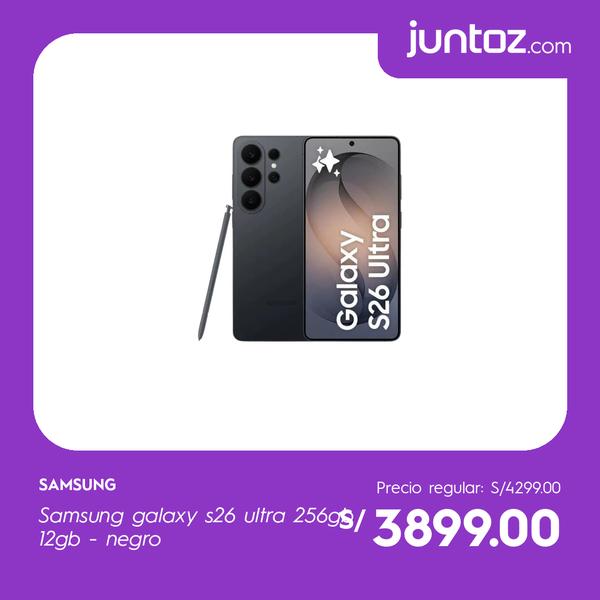 juntoz.com
Galaxy
S26 Ultra
SAMSUNG
Precio regular: S/4299.00
Samsung galaxy s26 ultra 256gb
12gb - negro
S/ 3899.00